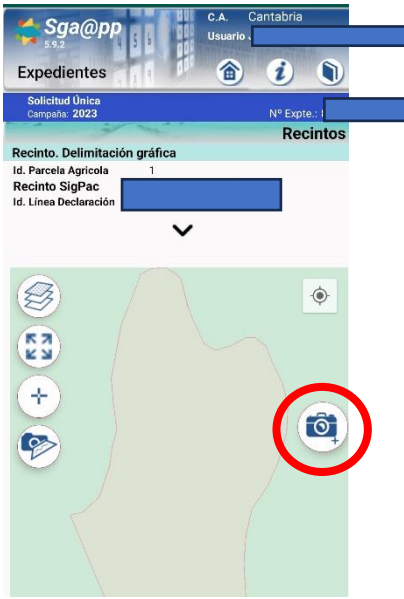 Sga@pp
5.9.2
C.A. Cantabria
Usuario
Expedientes
Solicitud Única
Campaña: 2023
Nº Expte.:
Recintos
Recinto. Delimitación gráfica
Id. Parcela Agricola 1
Recinto SigPac
Id. Línea Declaración